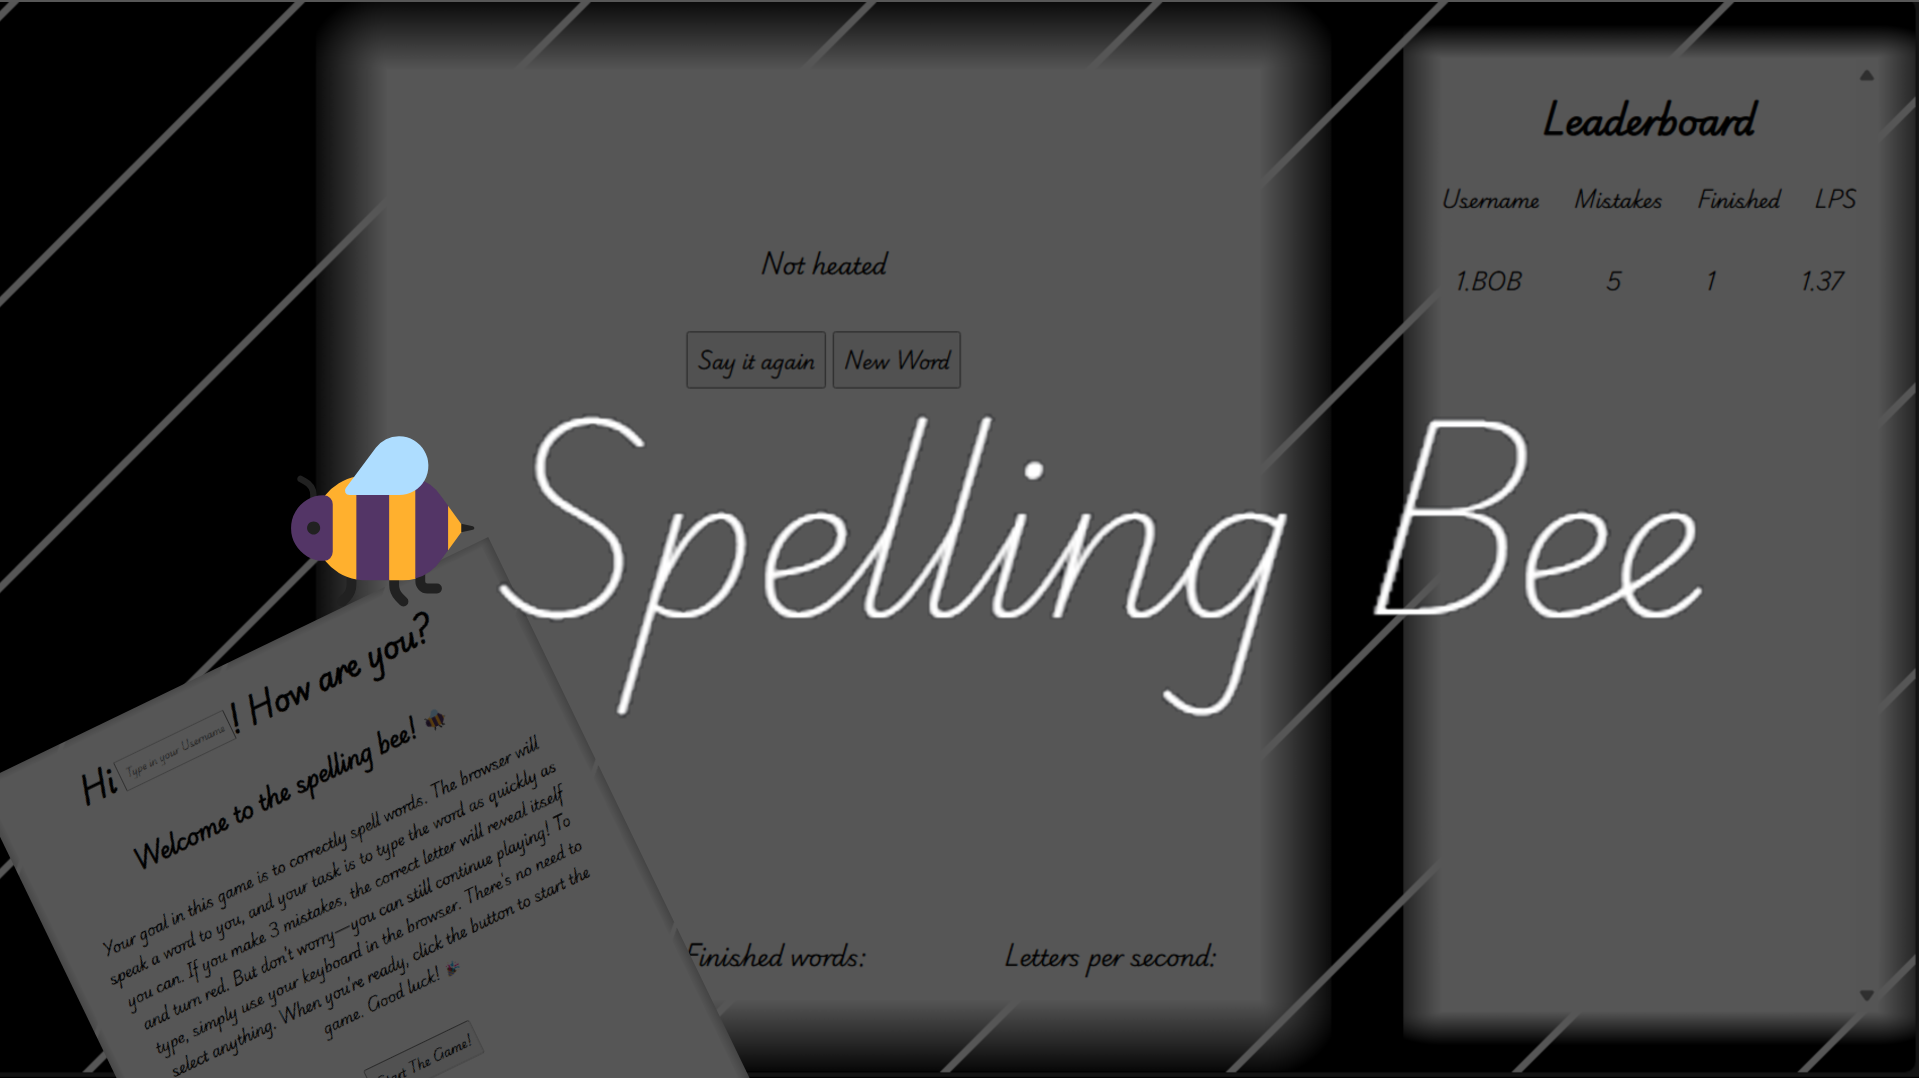 Leaderboard
Username Mistakes Finished LPS
1.BOB 5 1 1.37
Not heated
Say it again New Word
Spelling Bee
Hi Type in your Username ! How are you?
Welcome to the spelling bee! 🐝
Your goal in this game is to correctly spell words. The browser will
speak a word to you, and your task is to type the word as quickly as
you can. If you make 3 mistakes, the correct letter will reveal itself
and turn red. But don't worry—you can still continue playing! To
type, simply use your keyboard in the browser. There's no need to
select anything. When you're ready, click the button to start the
game. Good luck! 🎉
Start The Game!
Finished words: Letters per second: